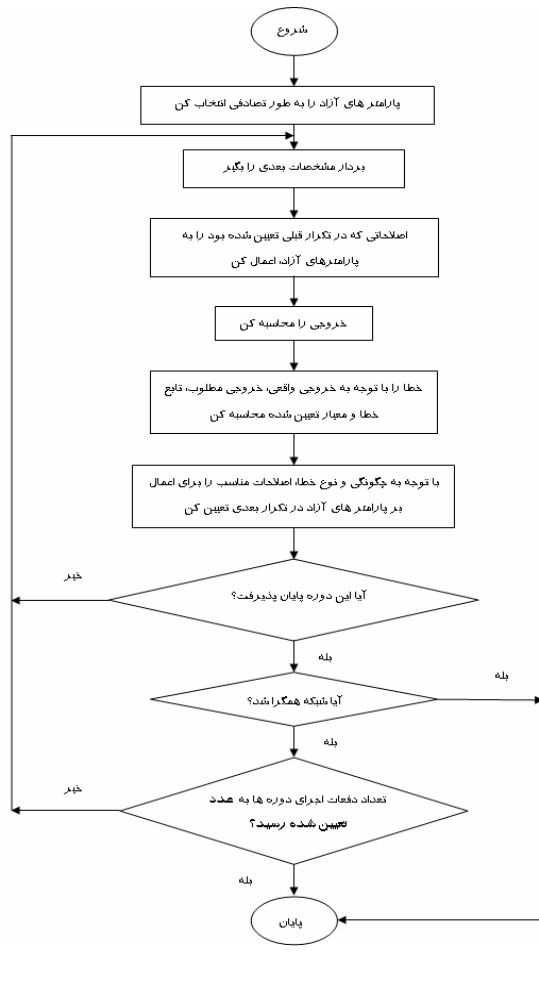 شروع
پارامتر های آزاد را به طور تصادفی انتخاب کن
بردار مشخصات بعدی را بگیر
اصلاحاتی که در تکرار قبلی تعیین شده بود را به
پارامترهای آزاد، اعمال کن
خروجی را محاسبه کن
خطا را با توجه به خروجی واقعی، خروجی مطلوب، تابع
خطا و معیار تعیین شده محاسبه کن
با توجه به چگونگی و نوع خطا، اصلاحات مناسب را برای اعمال
بر پارامتر های آزاد در تکرار بعدی تعیین کن
خیر
آیا این دوره پایان پذیرفت؟
بله
بله
آیا شبکه همگرا شد؟
بله
خیر
تعداد دفعات اجرای دوره ها به عدد
تعیین شده رسید؟
بله
پایان